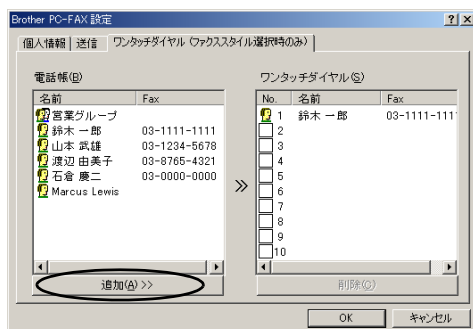 Brother PC-FAX 設定
個人情報 送信 ワンタッチダイヤル (ファクススタイル選択時のみ)
電話帳(B)
名前 Fax
営業グループ
鈴木 一郎 03-1111-1111
山本 武雄 03-1234-5678
渡辺 由美子 03-8765-4321
石倉 慶二 03-0000-0000
Marcus Lewis
追加(A) >>
>>
ワンタッチダイヤル(S)
No. 名前 Fax
1 鈴木 一郎 03-1111-111
2
3
4
5
6
7
8
9
10
削除(C)
OK キャンセル